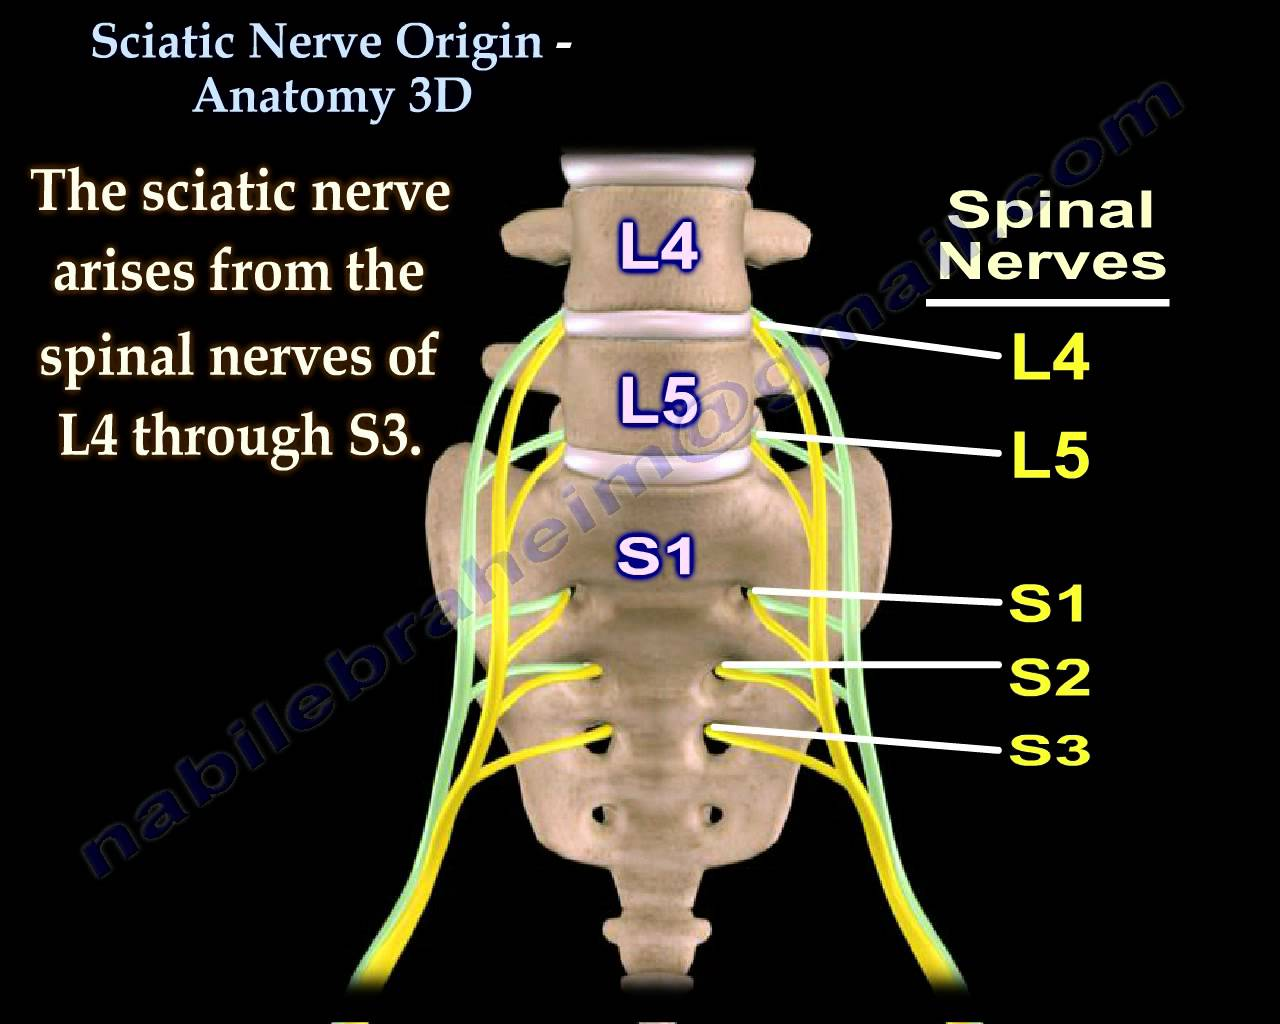 Sciatic Nerve Origin -
Anatomy 3D
The sciatic nerve
arises from the
spinal nerves of
L4 through S3.
L4
L5
S1
Spinal
Nerves
L4
L5
S1
S2
S3
nabilebraheim@gmail.com